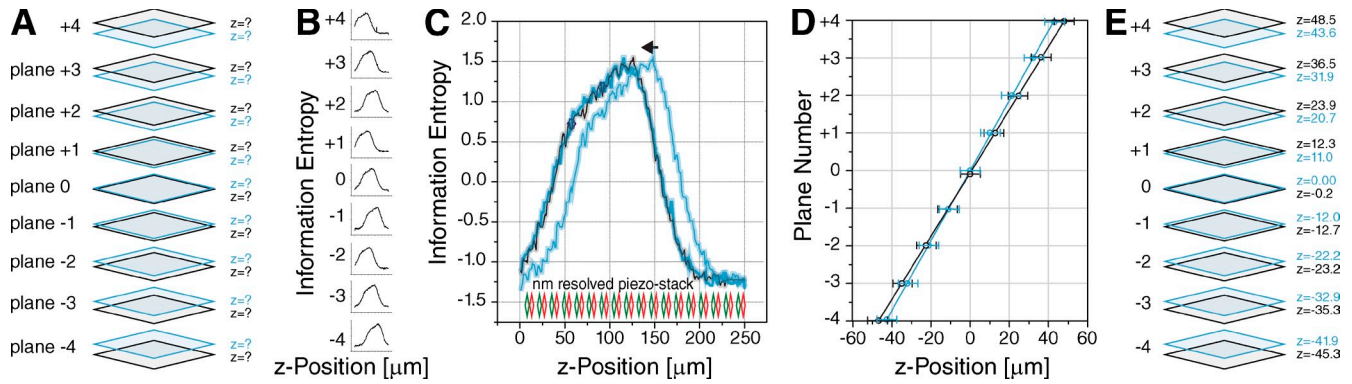 A
+4
z=?
z=?
plane +3
z=?
z=?
plane +2
z=?
z=?
plane +1
z=?
z=?
plane 0
z=?
z=?
plane -1
z=?
z=?
plane -2
z=?
z=?
plane -3
z=?
z=?
plane -4
z=?
z=?
B
Information Entropy
+4
+3
+2
+1
0
-1
-2
-3
-4
z-Position [μm]
C
Information Entropy
2.0
1.5
1.0
0.5
0.0
-0.5
-1.0
-1.5
nm resolved piezo-stack
0 50 100 150 200 250
z-Position [μm]
D
Plane Number
+4
+3
+2
+1
0
-1
-2
-3
-4
-60 -40 -20 0 20 40 60
z-Position [μm]
E
+4
z=48.5
z=43.6
+3
z=36.5
z=31.9
+2
z=23.9
z=20.7
+1
z=12.3
z=11.0
0
z=0.00
z=-0.2
-1
z=-12.0
z=-12.7
-2
z=-22.2
z=-23.2
-3
z=-32.9
z=-35.3
-4
z=-41.9
z=-45.3